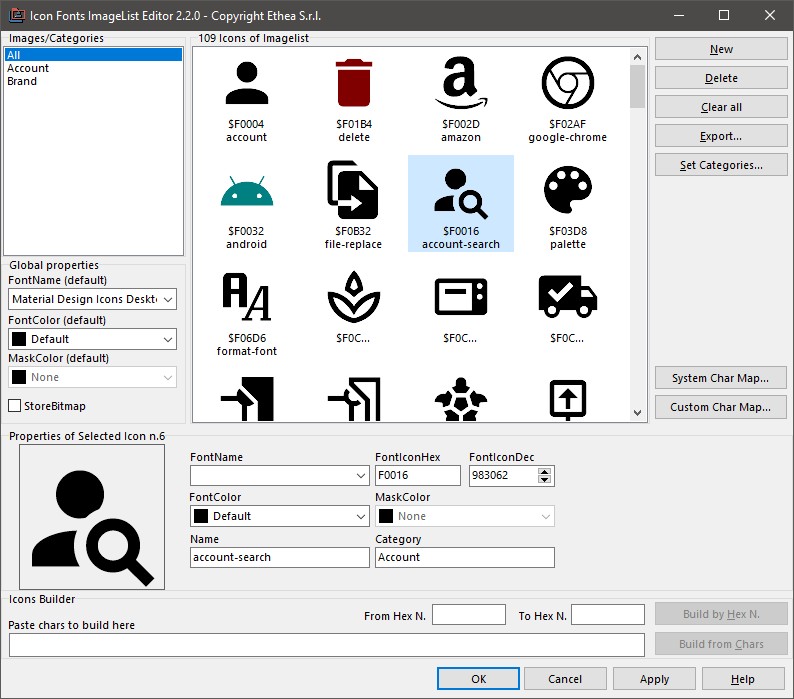 Icon Fonts ImageList Editor 2.2.0 - Copyright Ethea S.r.l.
Images/Categories
All
Account
Brand
109 Icons of Imagelist
$F0004
account
$F01B4
delete
$F002D
amazon
$F02AF
google-chrome
$F0032
android
$F0B32
file-replace
$F0016
account-search
$F03D8
palette
$F06D6
format-font
$F0C...
$F0C...
$F0C...
New
Delete
Clear all
Export...
Set Categories...
System Char Map...
Custom Char Map...
Global properties
FontName (default)
Material Design Icons Deskt
FontColor (default)
Default
MaskColor (default)
None
StoreBitmap
Properties of Selected Icon n.6
FontName
FontIconHex
F0016
FontIconDec
983062
FontColor
Default
MaskColor
None
Name
account-search
Category
Account
Icons Builder
Paste chars to build here
From Hex N.
To Hex N.
Build by Hex N.
Build from Chars
OK
Cancel
Apply
Help